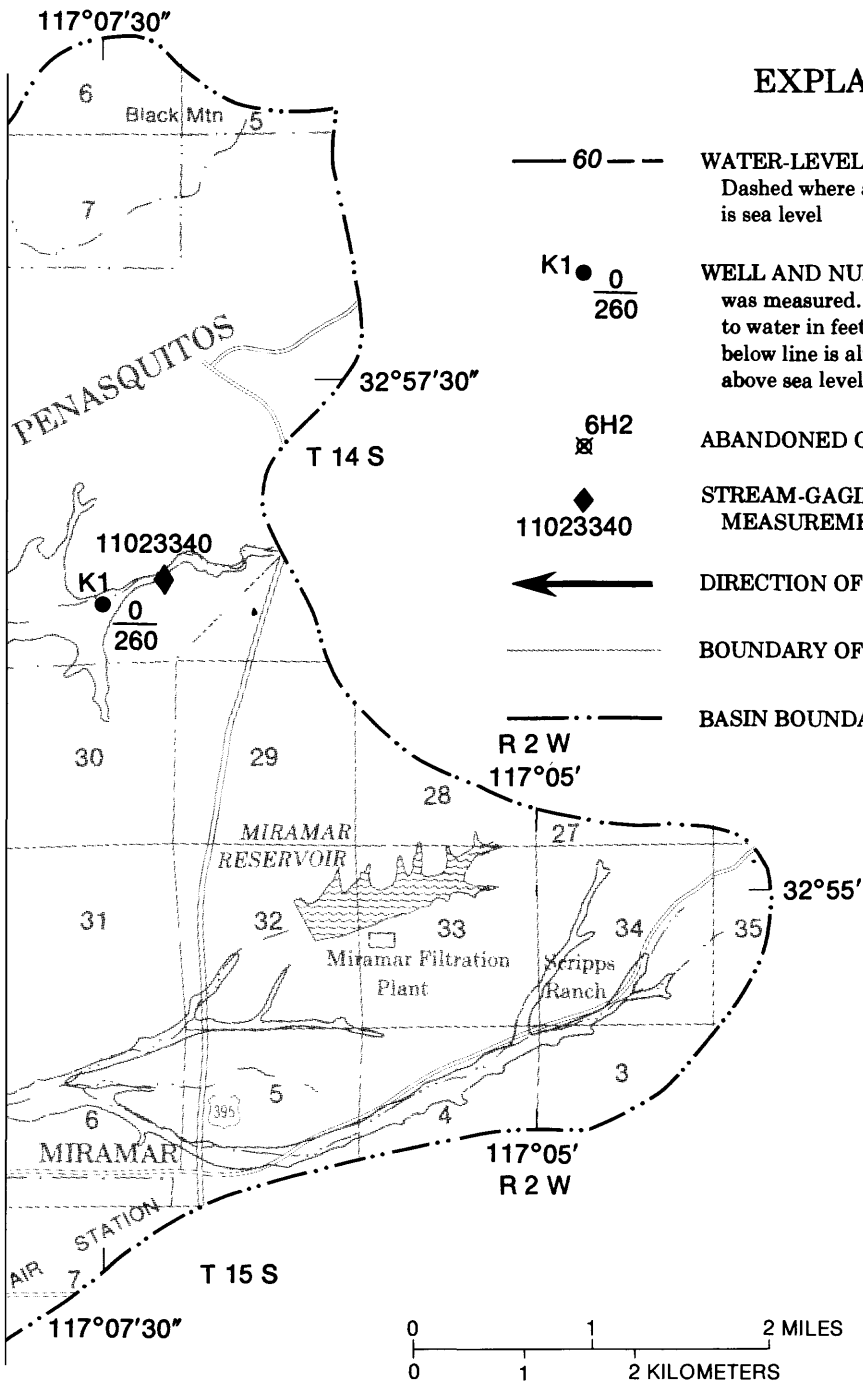 117°07'30"
6
Black Mtn
5
7
PENASQUITOS
32°57'30"
T 14 S
11023340
K1
0
260
30
29
28
R 2 W
117°05'
27
MIRAMAR
RESERVOIR
32°55'
31
32
33
34
35
Miramar Filtration
Plant
Scripps
Ranch
3
5
4
6
395
MIRAMAR
117°05'
R 2 W
AIR STATION
7
T 15 S
117°07'30"
0 1 2 MILES
0 1 2 KILOMETERS
EXPLA
60
WATER-LEVEL
Dashed where a
is sea level
K1
0
260
WELL AND NU
was measured.
to water in feet
below line is al
above sea level
6H2
ABANDONED
11023340
STREAM-GAGI
MEASUREME
DIRECTION OF
BOUNDARY OF
BASIN BOUNDA